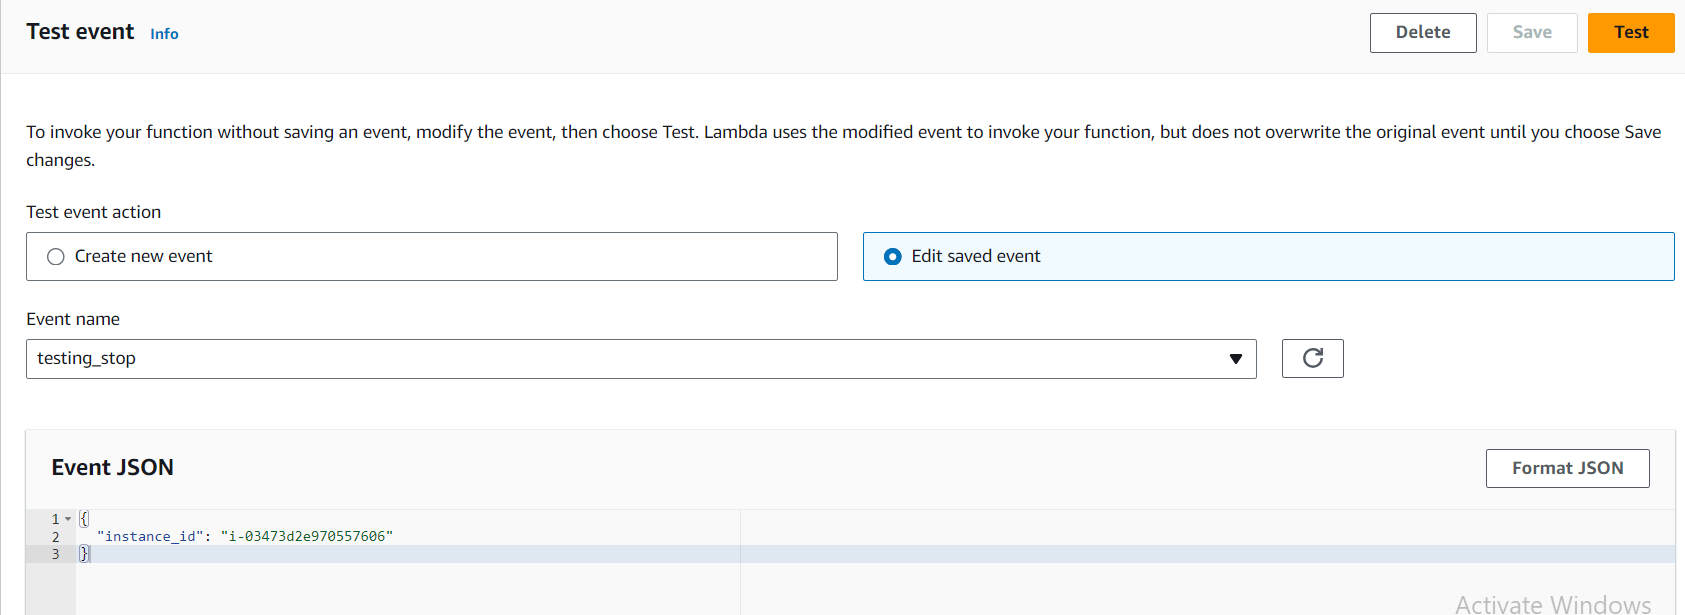 Test event Info Delete Save Test
To invoke your function without saving an event, modify the event, then choose Test. Lambda uses the modified event to invoke your function, but does not overwrite the original event until you choose Save
changes.
Test event action
Create new event Edit saved event
Event name
testing_stop
Event JSON Format JSON
1 {
2 "instance_id": "i-03473d2e970557606"
3 }
Activate Windows